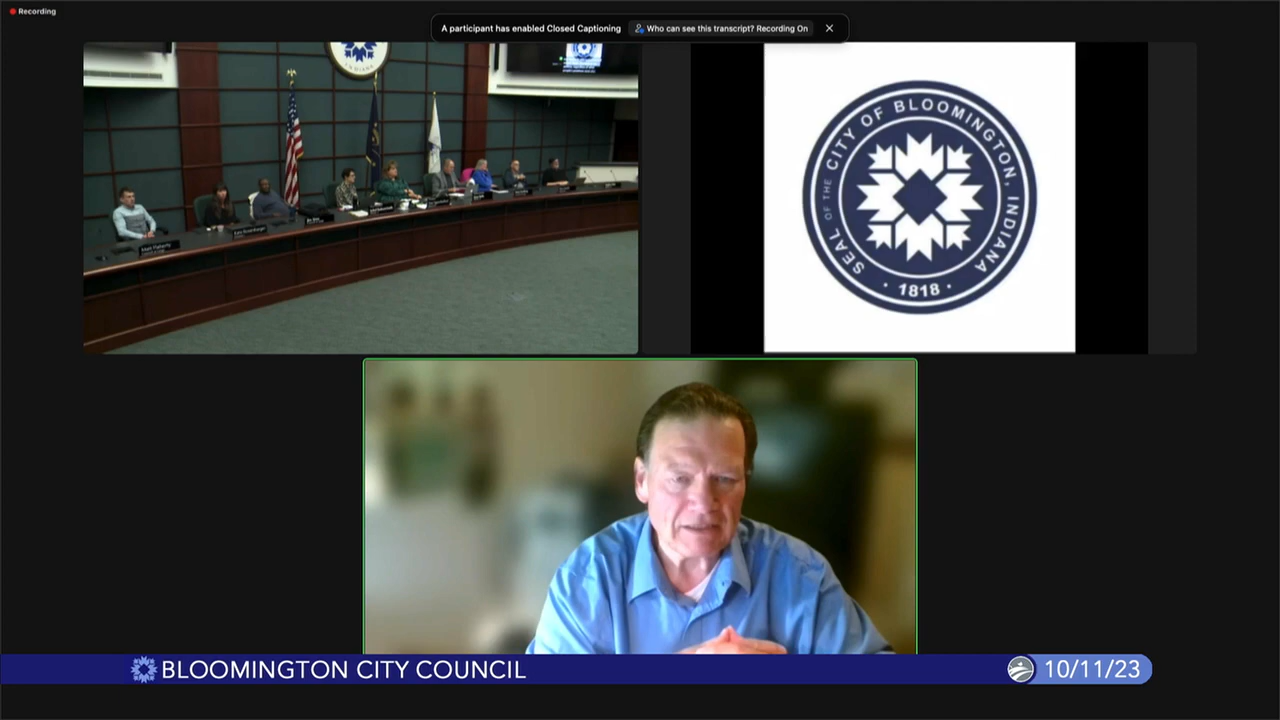 Recording
A participant has enabled Closed Captioning
Who can see this transcript? Recording On
SEAL OF THE CITY OF BLOOMINGTON, INDIANA
· 1818 ·
BLOOMINGTON CITY COUNCIL
10/11/23